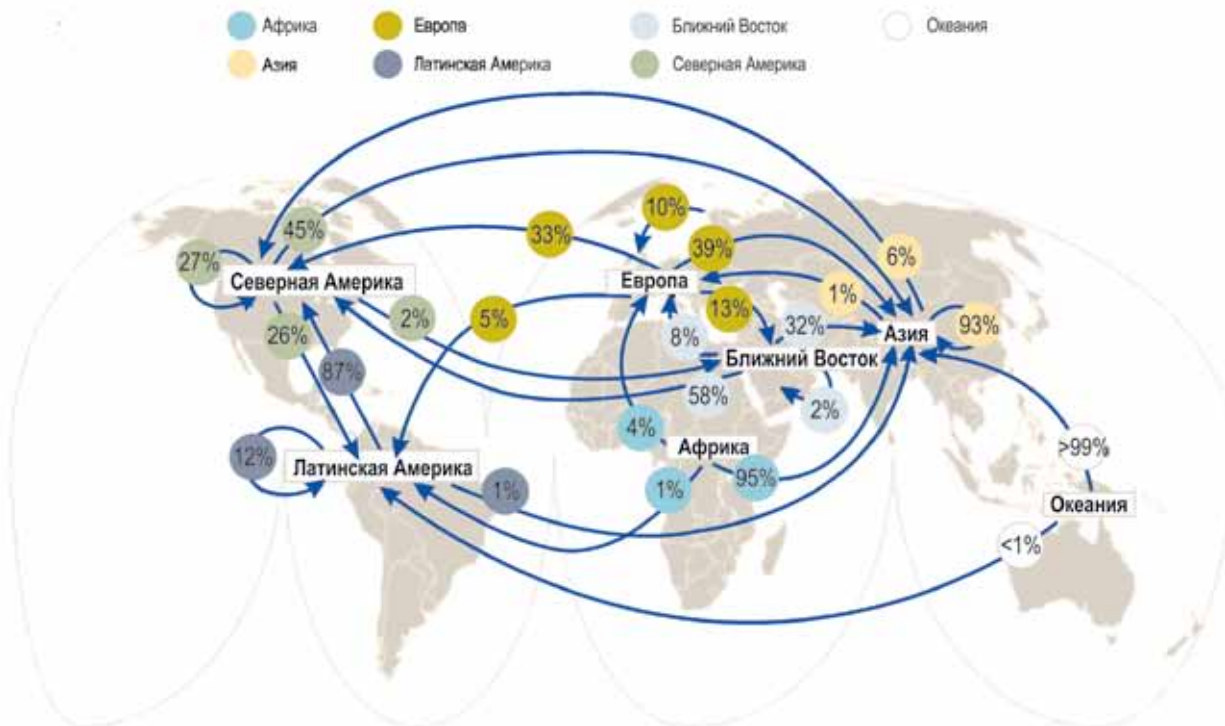 Африка Европа Ближний Восток Океания
Азия Латинская Америка Северная Америка
10%
45% 33% 39% 6%
27%
Северная Америка Европа 1%
2% 5% 13% 32% Азия 93%
26% 8% Ближний Восток
87% 58% 2%
4% Африка
12% Латинская Америка >99%
1% 1% 95% Океания
<1%